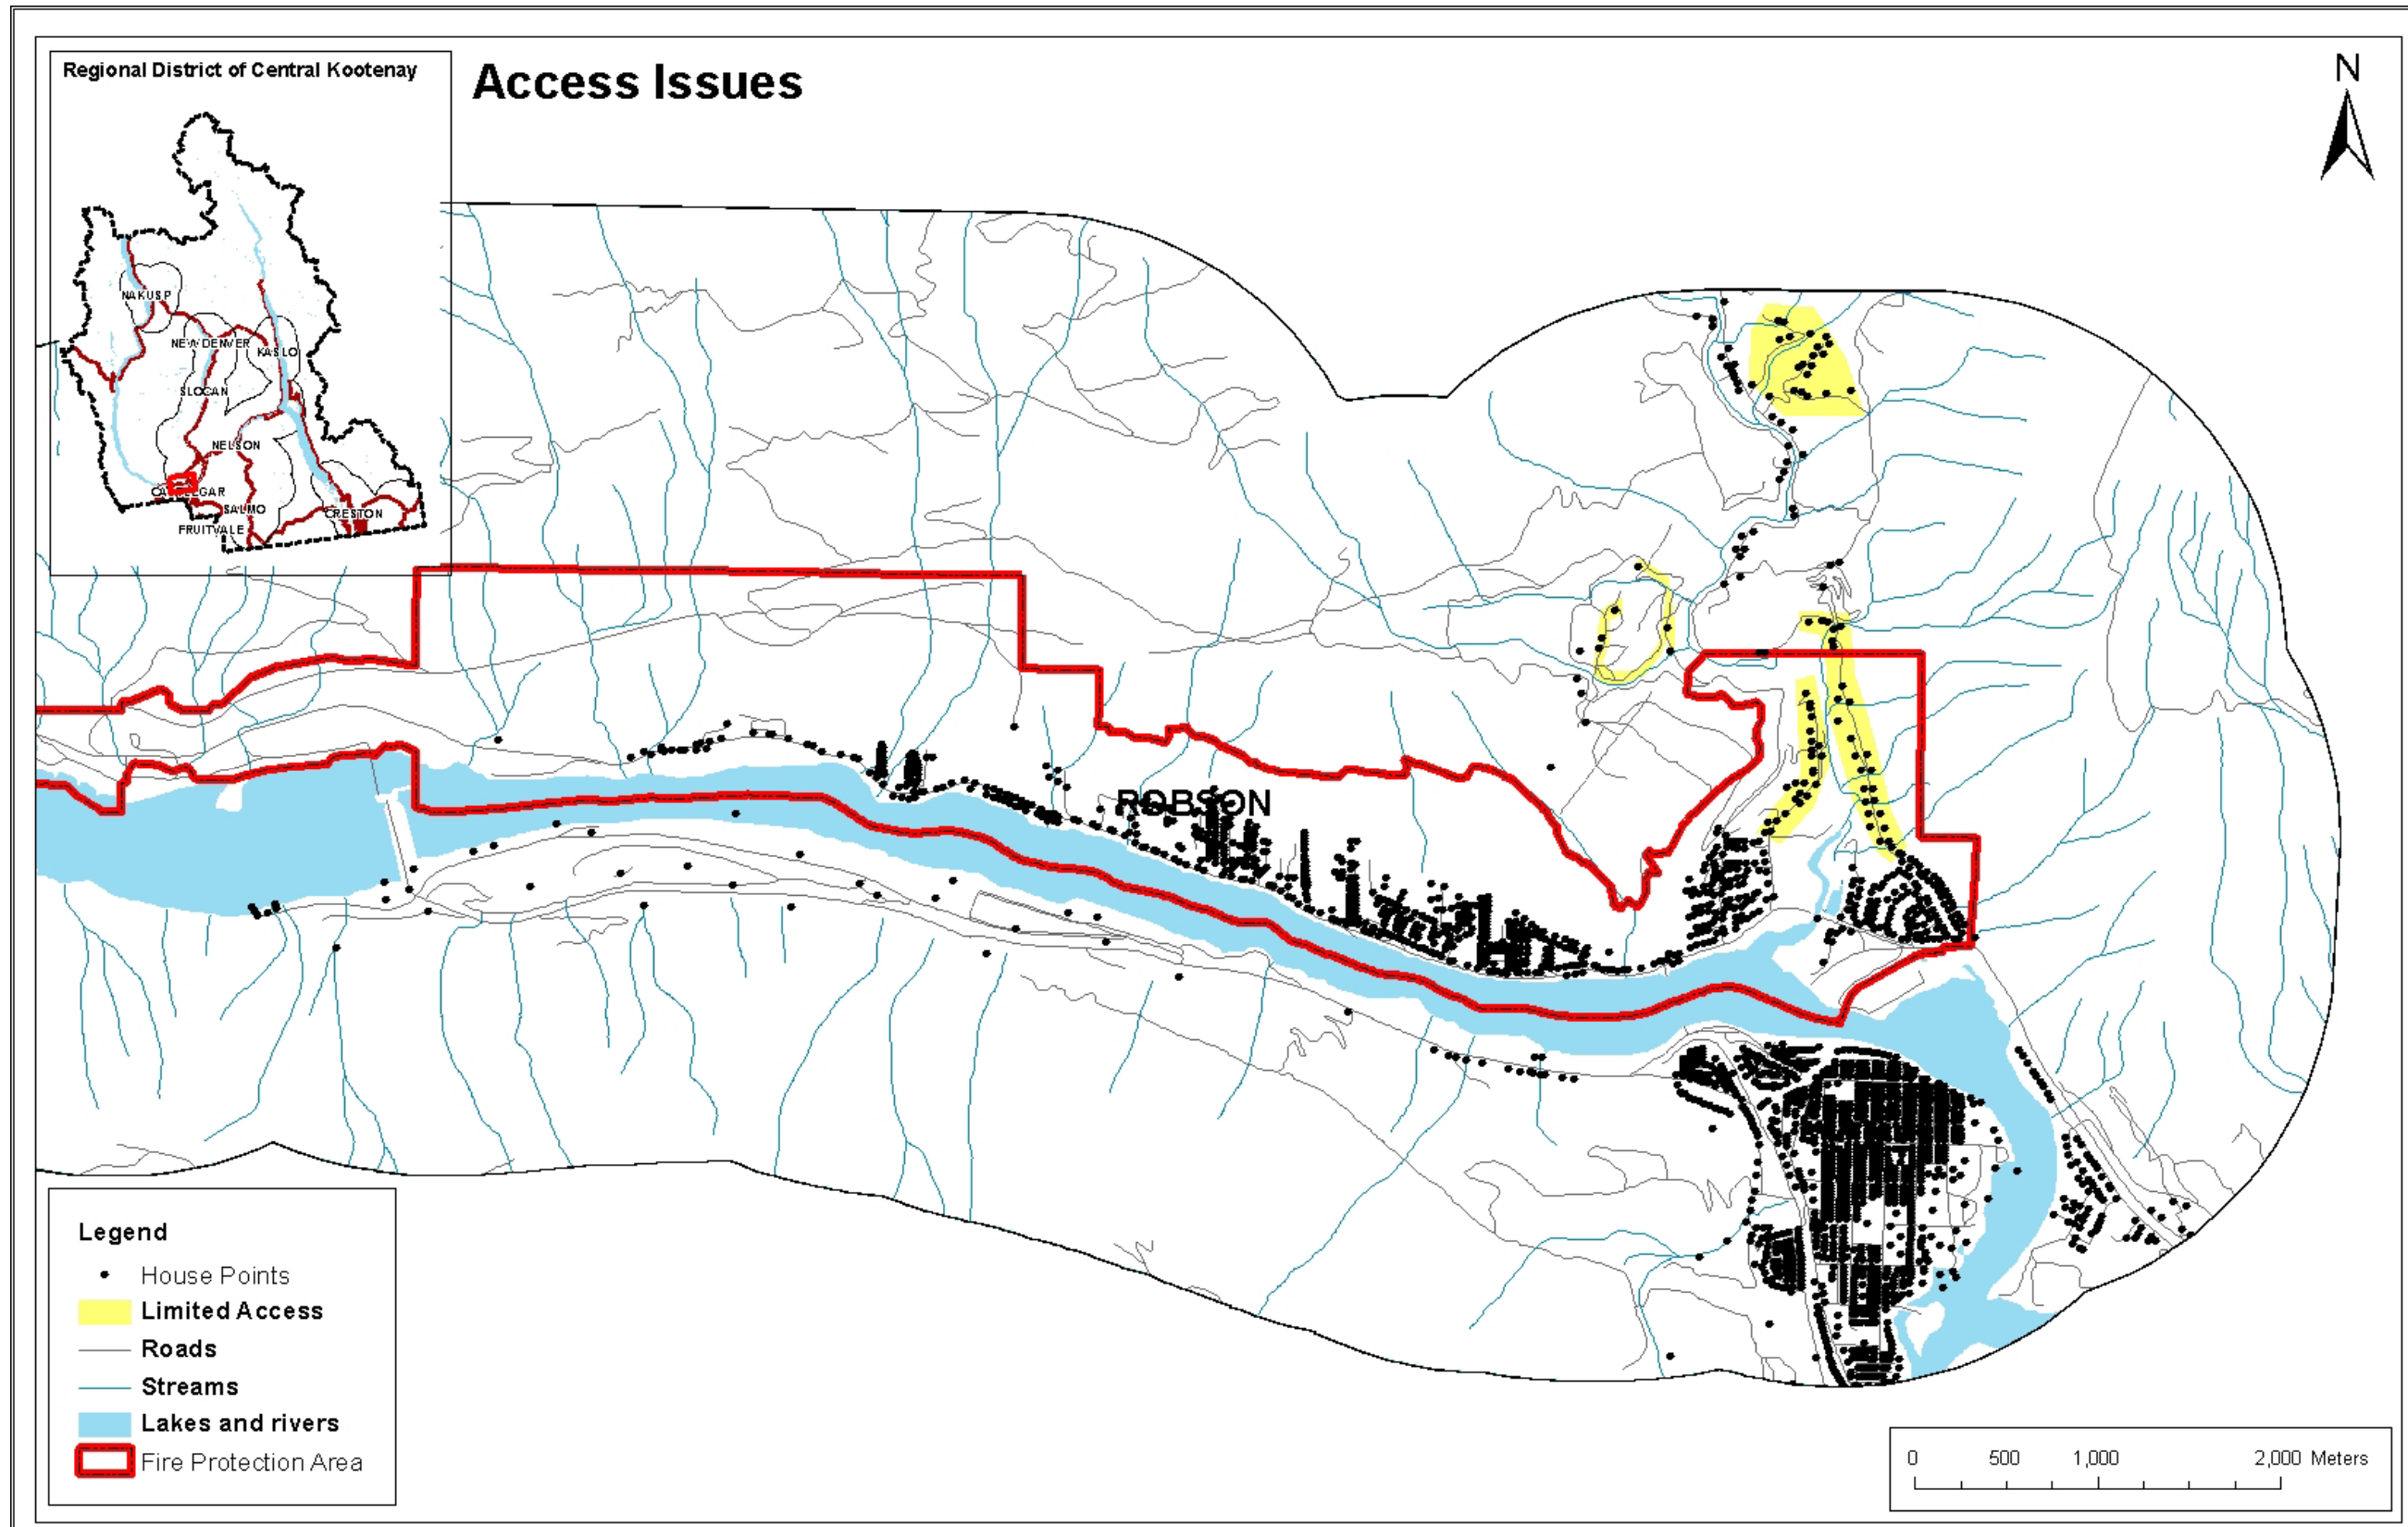 Regional District of Central Kootenay
Access Issues
N
NAKUSP
NEW DENVER
KASLO
SLOCAN
NELSON
SALMO
CRESTON
FRUITVALE
ROBSON
Legend
House Points
Limited Access
Roads
Streams
Lakes and rivers
Fire Protection Area
0 500 1,000 2,000 Meters